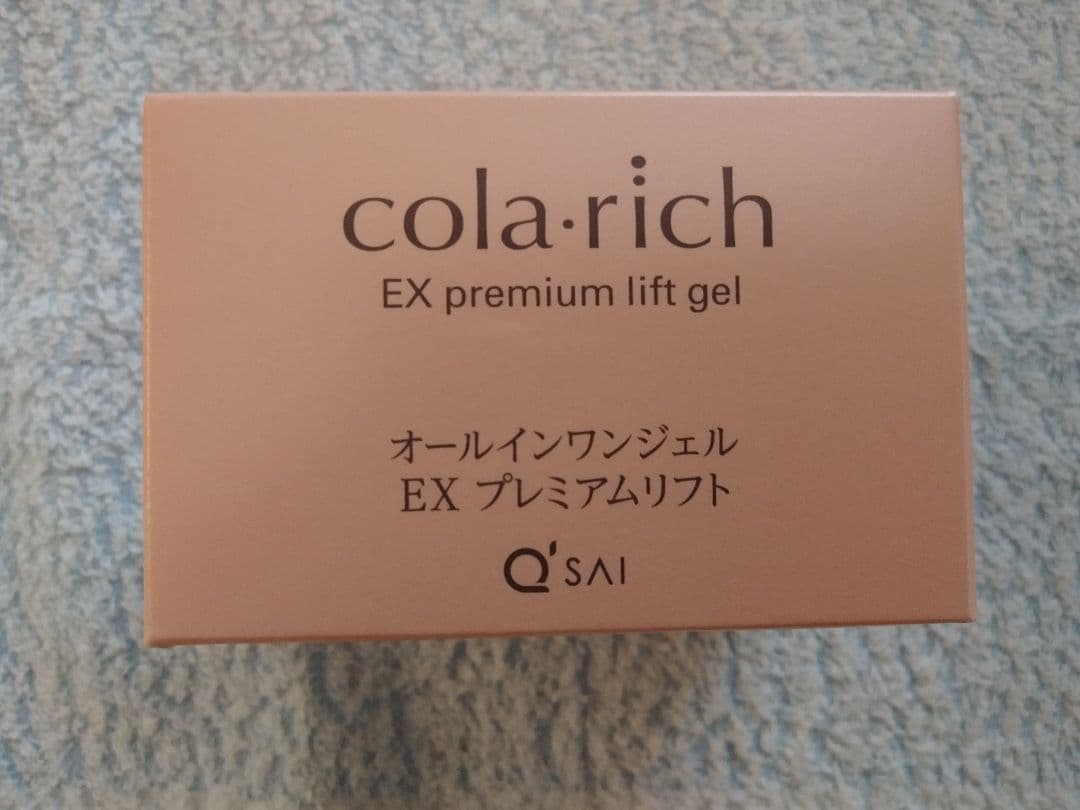 cola·rich
EX premium lift gel
オールインワンジェル
EX プレミアムリフト
Q'SAI